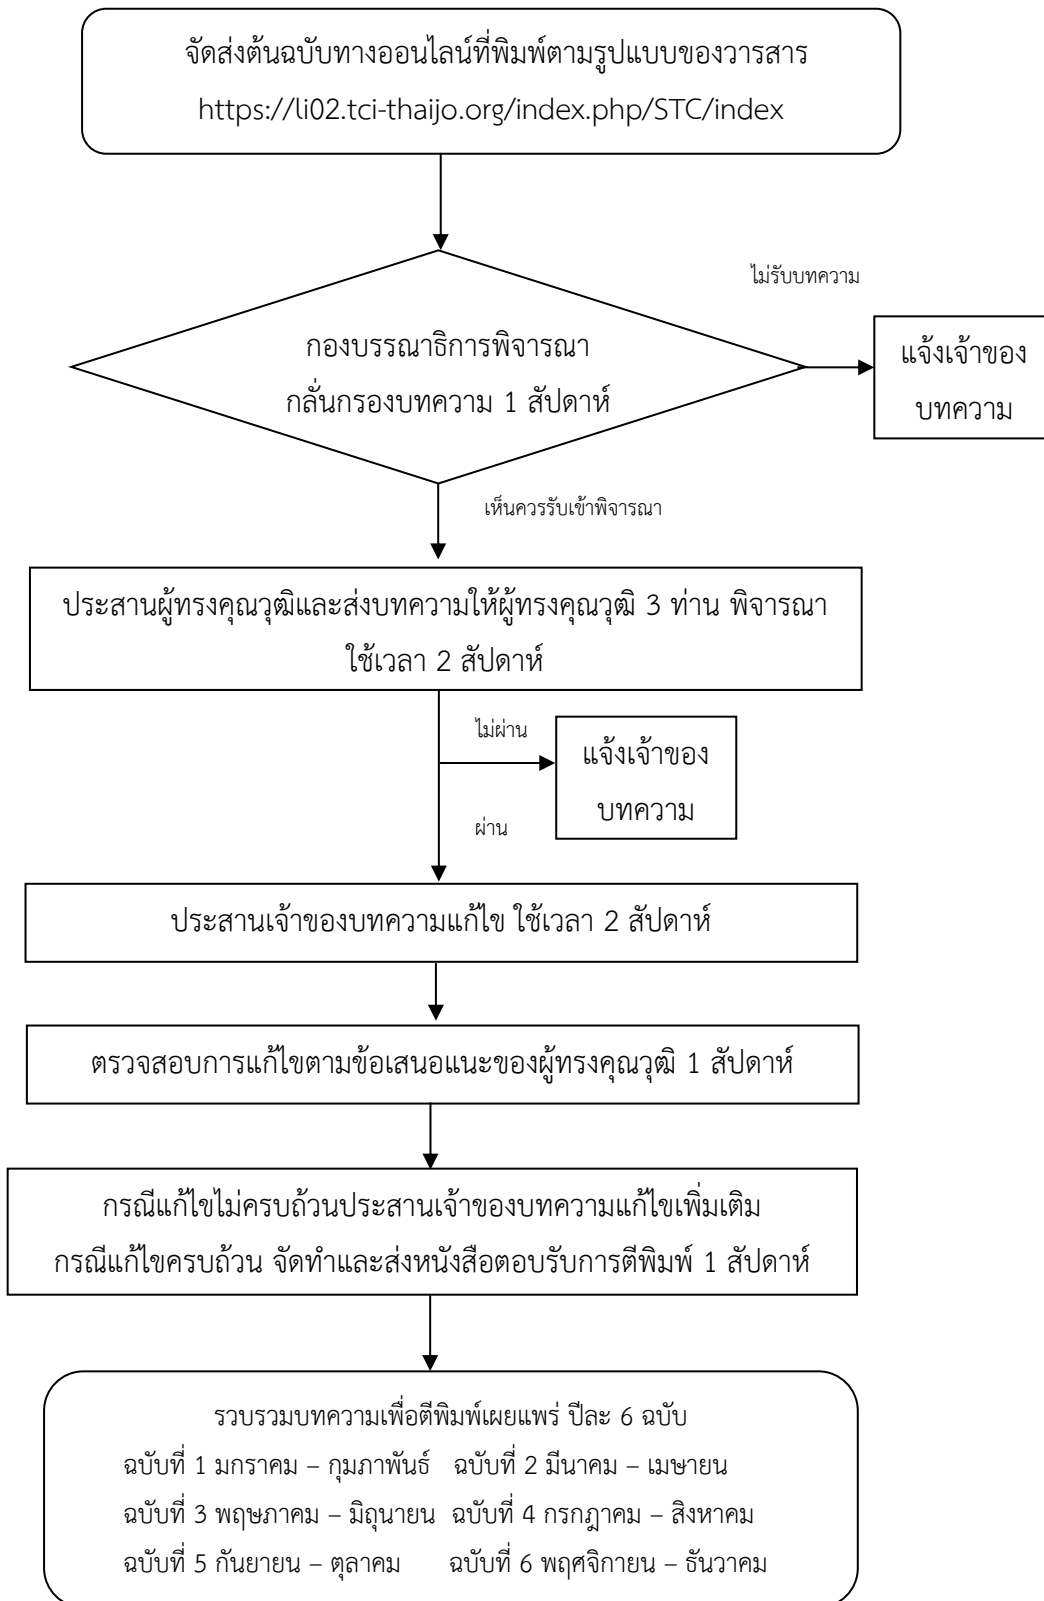 จัดส่งต้นฉบับทางออนไลน์ที่พิมพ์ตามรูปแบบของวารสาร
https://li02.tci-thaijo.org/index.php/STC/index
ไม่รับบทความ
กองบรรณาธิการพิจารณา
กลั่นกรองบทความ 1 สัปดาห์
แจ้งเจ้าของ
บทความ
เห็นควรรับเข้าพิจารณา
ประสานผู้ทรงคุณวุฒิและส่งบทความให้ผู้ทรงคุณวุฒิ 3 ท่าน พิจารณา
ใช้เวลา 2 สัปดาห์
ไม่ผ่าน
แจ้งเจ้าของ
บทความ
ผ่าน
ประสานเจ้าของบทความแก้ไข ใช้เวลา 2 สัปดาห์
ตรวจสอบการแก้ไขตามข้อเสนอแนะของผู้ทรงคุณวุฒิ 1 สัปดาห์
กรณีแก้ไขไม่ครบถ้วนประสานเจ้าของบทความแก้ไขเพิ่มเติม
กรณีแก้ไขครบถ้วน จัดทำและส่งหนังสือตอบรับการตีพิมพ์ 1 สัปดาห์
รวบรวมบทความเพื่อตีพิมพ์เผยแพร่ ปีละ 6 ฉบับ
ฉบับที่ 1 มกราคม – กุมภาพันธ์ ฉบับที่ 2 มีนาคม – เมษายน
ฉบับที่ 3 พฤษภาคม – มิถุนายน ฉบับที่ 4 กรกฎาคม – สิงหาคม
ฉบับที่ 5 กันยายน – ตุลาคม ฉบับที่ 6 พฤศจิกายน – ธันวาคม